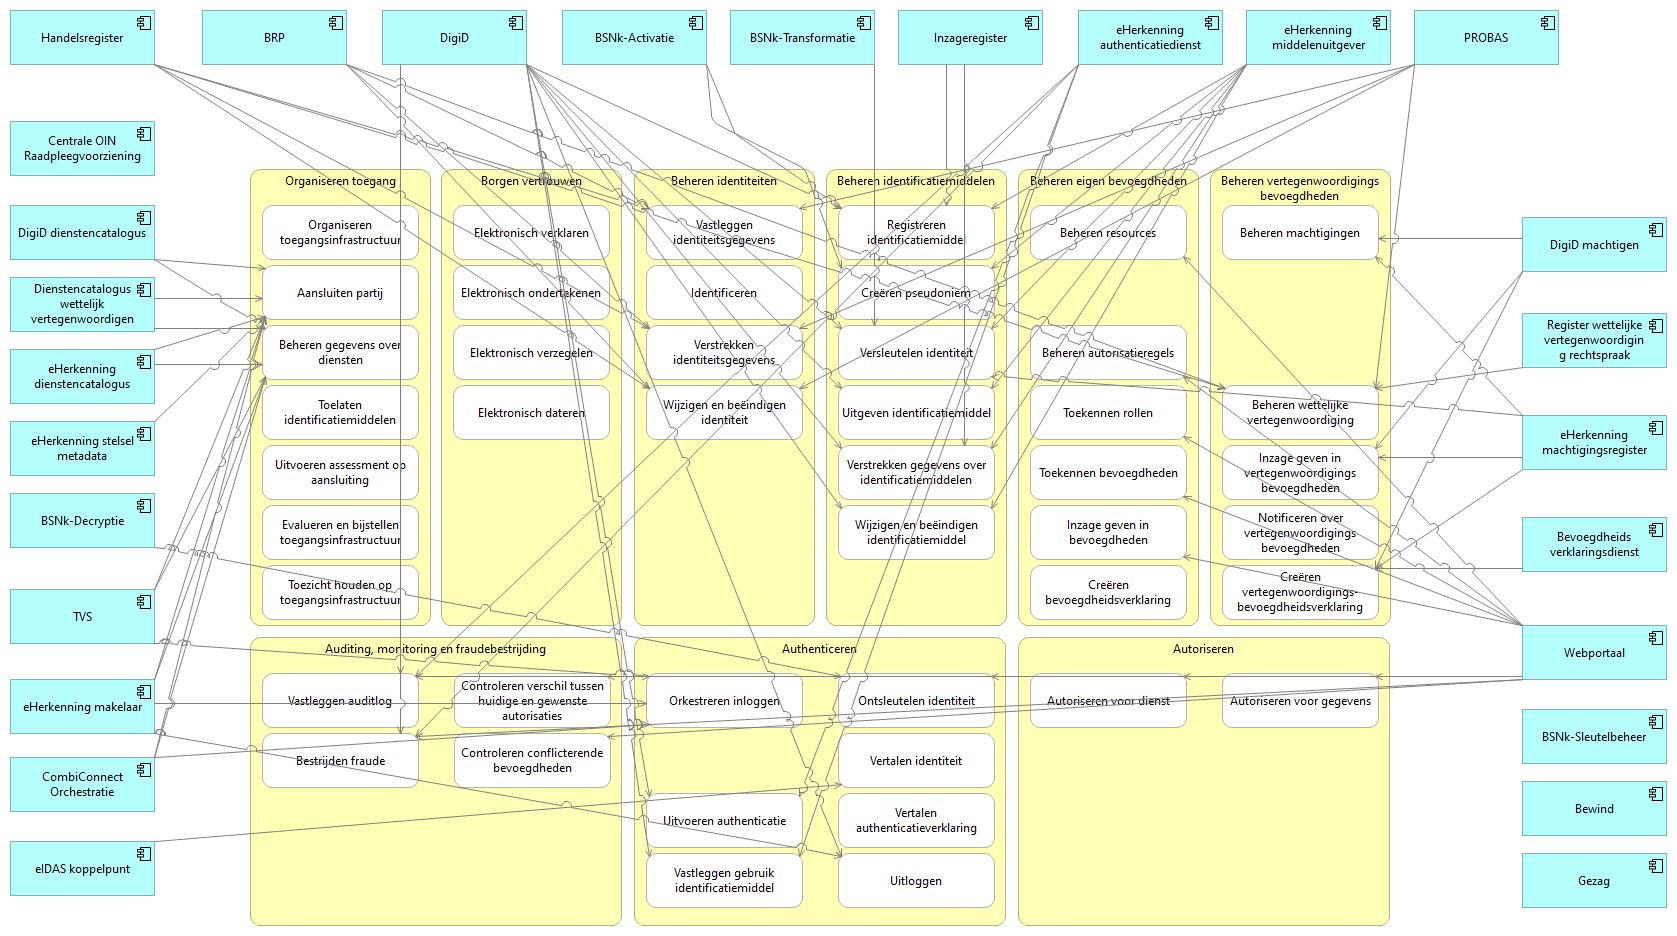 Handelsregister
BRP
DigiD
BSNk-Activatie
BSNk-Transformatie
Inzageregister
eHerkenning
authenticatiedienst
eHerkenning
middelenuitgever
PROBAS
Centrale OIN
Raadpleegvoorziening
DigiD dienstencatalogus
Dienstencatalogus
wettelijk
vertegenwoordigen
eHerkenning
dienstencatalogus
eHerkenning stelsel
metadata
BSNk-Decryptie
TVS
eHerkenning makelaar
CombiConnect
Orchestratie
eIDAS koppelpunt
Organiseren toegang
Organiseren
toegangsinfrastructuur
Aansluiten partij
Beheren gegevens over
diensten
Toelaten
identificatiemiddelen
Uitvoeren assessment op
aansluiting
Evalueren en bijstellen
toegangsinfrastructuur
Toezicht houden op
toegangsinfrastructuur
Borgen vertrouwen
Elektronisch verklaren
Elektronisch ondertekenen
Elektronisch verzegelen
Elektronisch dateren
Beheren identiteiten
Vastleggen
identiteitsgegevens
Identificeren
Verstrekken
identiteitsgegevens
Wijzigen en beëindigen
identiteit
Beheren identificatiemiddelen
Registreren
identificatiemiddel
Creëren pseudoniem
Versleutelen identiteit
Uitgeven identificatiemiddel
Verstrekken gegevens over
identificatiemiddelen
Wijzigen en beëindigen
identificatiemiddel
Beheren eigen bevoegdheden
Beheren resources
Beheren autorisatieregels
Toekennen rollen
Toekennen bevoegdheden
Inzage geven in
bevoegdheden
Creëren
bevoegdheidsverklaring
Beheren vertegenwoordigings
bevoegdheden
Beheren machtigingen
Beheren wettelijke
vertegenwoordiging
Inzage geven in
vertegenwoordigings
bevoegdheden
Notificeren over
vertegenwoordigings
bevoegdheden
Creëren
vertegenwoordigings-
bevoegdheidsverklaring
Auditing, monitoring en fraudebestrijding
Vastleggen auditlog
Controleren verschil tussen
huidige en gewenste
autorisaties
Bestrijden fraude
Controleren conflicterende
bevoegdheden
Authenticeren
Orkestreren inloggen
Ontsleutelen identiteit
Vertalen identiteit
Uitvoeren authenticatie
Vertalen
authenticatieverklaring
Vastleggen gebruik
identificatiemiddel
Uitloggen
Autoriseren
Autoriseren voor dienst
Autoriseren voor gegevens
DigiD machtigen
Register wettelijke
vertegenwoordigin
g rechtspraak
eHerkenning
machtigingsregister
Bevoegdheids
verklaringsdienst
Webportaal
BSNk-Sleutelbeheer
Bewind
Gezag